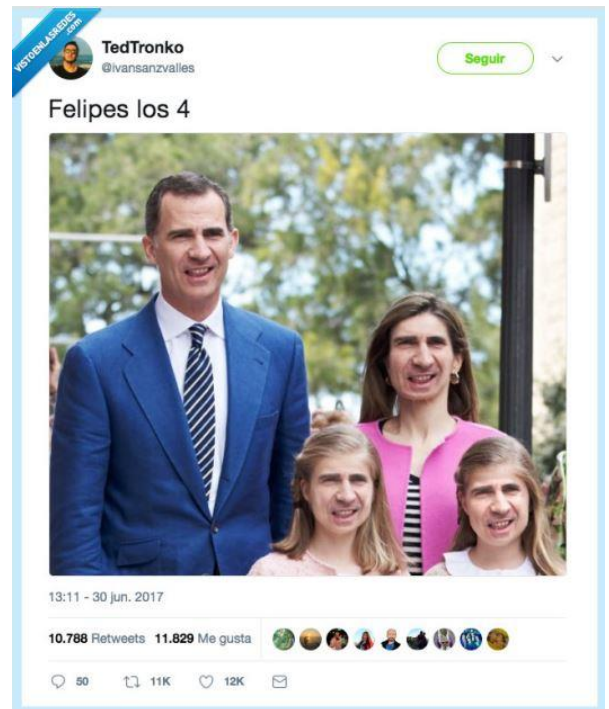 VISTOENLASREDES
.com
TedTronko
@ivansanzvalles
Seguir
Felipes los 4
13:11 - 30 jun. 2017
10.788 Retweets 11.829 Me gusta
50 11K 12K